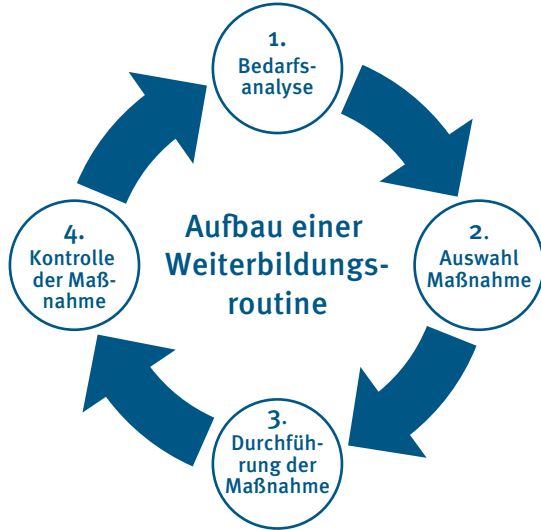 1.
Bedarfs-
analyse
2.
Auswahl
Maßnahme
3.
Durchfüh-
rung der
Maßnahme
4.
Kontrolle
der Maß-
nahme
Aufbau einer
Weiterbildungs-
routine